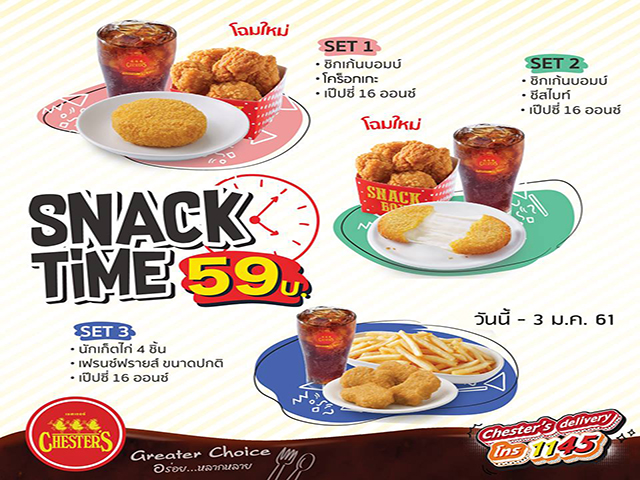 โฉมใหม่
SET 1
• ชิกเก้นบอมบ์
• โคร็อกเกะ
• เป๊ปซี่ 16 ออนซ์
SET 2
• ชิกเก้นบอมบ์
• ชีสไบท์
• เป๊ปซี่ 16 ออนซ์
โฉมใหม่
SNACK
BOX
SNACK
TIME 59บ.
วันนี้ - 3 ม.ค. 61
SET 3
• นักเก็ตไก่ 4 ชิ้น
• เฟรนช์ฟรายส์ ขนาดปกติ
• เป๊ปซี่ 16 ออนซ์
CHESTER'S
Greater Choice
อร่อย...หลากหลาย
Chester's delivery
โทร 1145